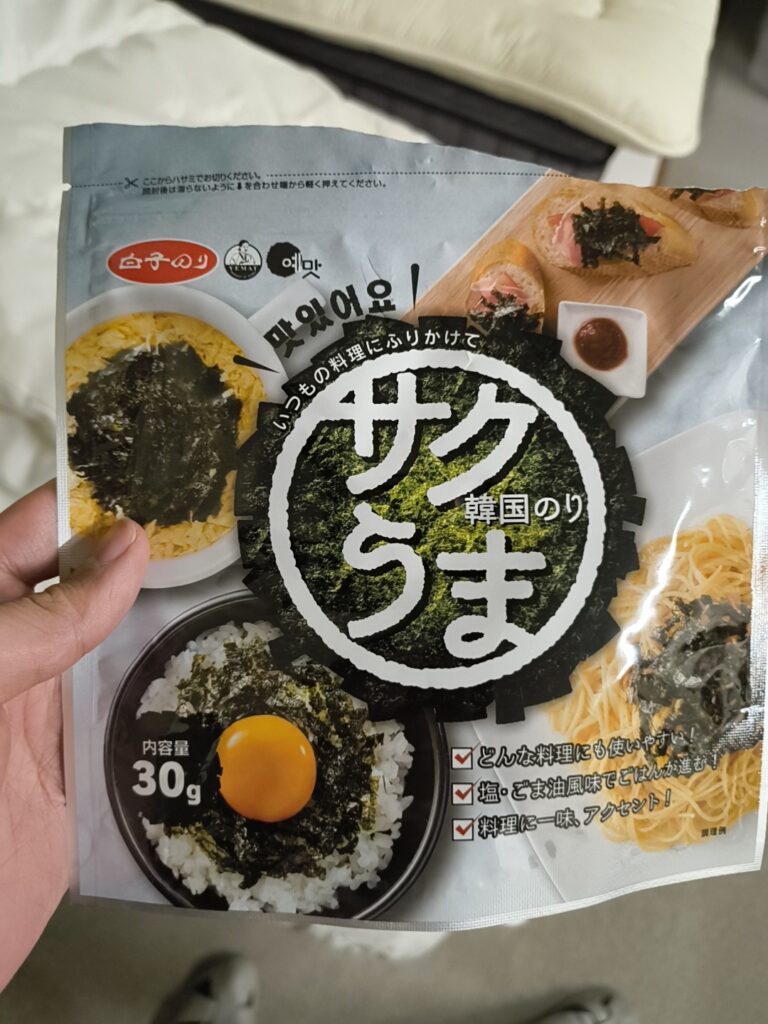 ここからハサミでお切りください。
開封後は湿らないように⬇を合わせ端から軽く押えてください。
白子のり
YEMAT
옛맛
맛있어요!
いつもの料理にふりかけて
サク
うま
韓国のり
内容量
30g
どんな料理にも使いやすい!
塩・ごま油風味でごはんが進む!
料理に一味、アクセント!
調理例